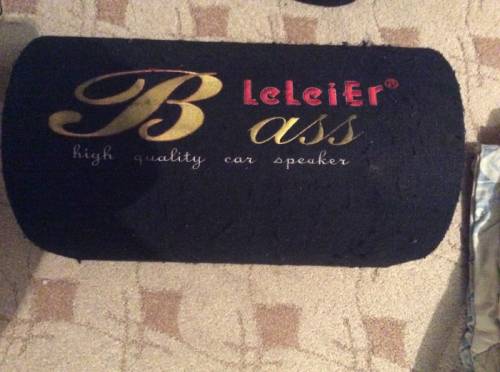 LeLeiEr®
Bass
high quality car speaker